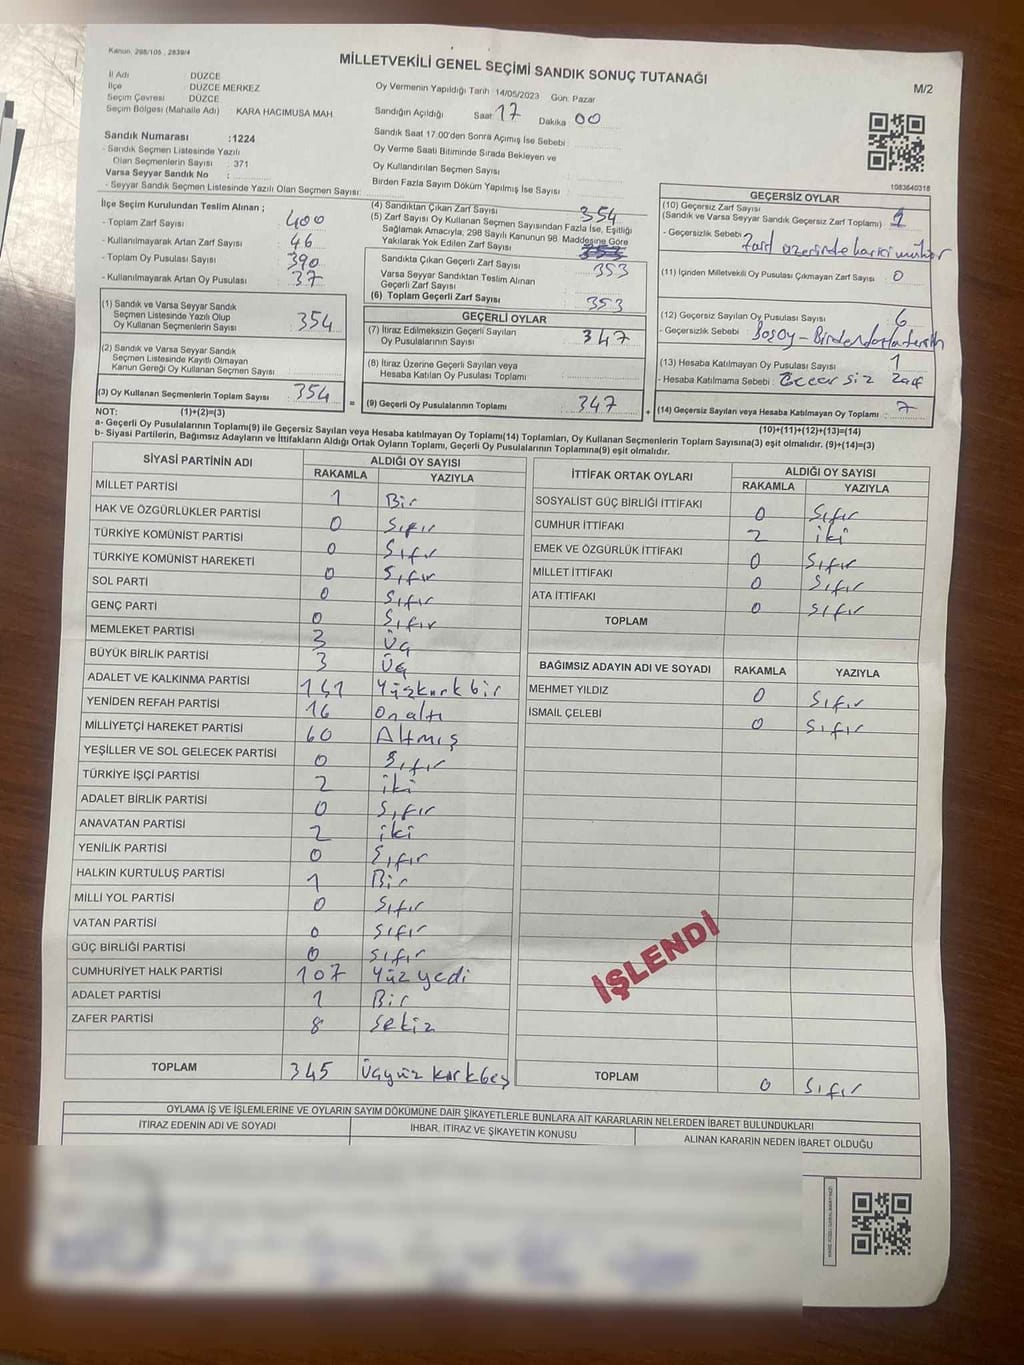 Kanun, 298/105 , 2839/4
MİLLETVEKİLİ GENEL SEÇİMİ SANDIK SONUÇ TUTANAĞI
M/2
İl Adı : DÜZCE
İlçe : DÜZCE MERKEZ
Seçim Çevresi : DÜZCE
Seçim Bölgesi (Mahalle Adı) : KARA HACIMUSA MAH.
Oy Vermenin Yapıldığı Tarih : 14/05/2023 Gün: Pazar
Sandığın Açıldığı Saat : 17 Dakika : 00
Sandık Saat 17.00'den Sonra Açılmış İse Sebebi :
Oy Verme Saati Bitiminde Sırada Bekleyen ve
Oy Kullandırılan Seçmen Sayısı :
Birden Fazla Sayım Döküm Yapılmış İse Sayısı :
Sandık Numarası :1224
- Sandık Seçmen Listesinde Yazılı
Olan Seçmenlerin Sayısı : 371
Varsa Seyyar Sandık No :
- Seyyar Sandık Seçmen Listesinde Yazılı Olan Seçmen Sayısı:
1083640318
İlçe Seçim Kurulundan Teslim Alınan ;
- Toplam Zarf Sayısı : 400
- Kullanılmayarak Artan Zarf Sayısı : 46
- Toplam Oy Pusulası Sayısı : 390
- Kullanılmayarak Artan Oy Pusulası : 37
(1) Sandık ve Varsa Seyyar Sandık
Seçmen Listesinde Yazılı Olup
Oy Kullanan Seçmenlerin Sayısı : 354
(2) Sandık ve Varsa Seyyar Sandık
Seçmen Listesinde Kayıtlı Olmayan
Kanun Gereği Oy Kullanan Seçmen Sayısı :
(3) Oy Kullanan Seçmenlerin Toplam Sayısı : 354
(4) Sandıktan Çıkan Zarf Sayısı : 354
(5) Zarf Sayısı Oy Kullanan Seçmen Sayısından Fazla İse, Eşitliği
Sağlamak Amacıyla; 298 Sayılı Kanunun 98. Maddesine Göre
Yakılarak Yok Edilen Zarf Sayısı :
Sandıkta Çıkan Geçerli Zarf Sayısı : 353
Varsa Seyyar Sandıktan Teslim Alınan
Geçerli Zarf Sayısı :
(6) Toplam Geçerli Zarf Sayısı : 353
GEÇERLİ OYLAR
(7) İtiraz Edilmeksizin Geçerli Sayılan
Oy Pusulalarının Sayısı : 347
(8) İtiraz Üzerine Geçerli Sayılan veya
Hesaba Katılan Oy Pusulası Toplamı :
= (9) Geçerli Oy Pusulalarının Toplamı : 347
GEÇERSİZ OYLAR
(10) Geçersiz Zarf Sayısı
(Sandık ve Varsa Seyyar Sandık Geçersiz Zarf Toplamı) : 1
- Geçersizlik Sebebi : Zarf üzerinde harici mühür
(11) İçinden Milletvekili Oy Pusulası Çıkmayan Zarf Sayısı : 0
(12) Geçersiz Sayılan Oy Pusulası Sayısı : 6
- Geçersizlik Sebebi : Boş oy - Birden fazla tercih
(13) Hesaba Katılmayan Oy Pusulası Sayısı : 1
- Hesaba Katılmama Sebebi : Geçersiz zarf
+ (14) Geçersiz Sayılan veya Hesaba Katılmayan Oy Toplamı : 7
NOT: (1)+(2)=(3)
(10)+(11)+(12)+(13)=(14)
a- Geçerli Oy Pusulalarının Toplamı(9) ile Geçersiz Sayılan veya Hesaba katılmayan Oy Toplamı(14) Toplamları, Oy Kullanan Seçmenlerin Toplam Sayısına(3) eşit olmalıdır. (9)+(14)=(3)
b- Siyasi Partilerin, Bağımsız Adayların ve İttifakların Aldığı Ortak Oyların Toplamı, Geçerli Oy Pusulalarının Toplamına(9) eşit olmalıdır.
SİYASİ PARTİNİN ADI ALDIĞI OY SAYISI
RAKAMLA YAZIYLA
MİLLET PARTİSİ 1 Bir
HAK VE ÖZGÜRLÜKLER PARTİSİ 0 Sıfır
TÜRKİYE KOMÜNİST PARTİSİ 0 Sıfır
TÜRKİYE KOMÜNİST HAREKETİ 0 Sıfır
SOL PARTİ 0 Sıfır
GENÇ PARTİ 0 Sıfır
MEMLEKET PARTİSİ 3 Üç
BÜYÜK BİRLİK PARTİSİ 3 Üç
ADALET VE KALKINMA PARTİSİ 141 Yüzkırk bir
YENİDEN REFAH PARTİSİ 16 on altı
MİLLİYETÇİ HAREKET PARTİSİ 60 Altmış
YEŞİLLER VE SOL GELECEK PARTİSİ 0 Sıfır
TÜRKİYE İŞÇİ PARTİSİ 2 iki
ADALET BİRLİK PARTİSİ 0 Sıfır
ANAVATAN PARTİSİ 2 iki
YENİLİK PARTİSİ 0 Sıfır
HALKIN KURTULUŞ PARTİSİ 1 Bir
MİLLİ YOL PARTİSİ 0 Sıfır
VATAN PARTİSİ 0 Sıfır
GÜÇ BİRLİĞİ PARTİSİ 0 Sıfır
CUMHURİYET HALK PARTİSİ 107 Yüz yedi
ADALET PARTİSİ 1 Bir
ZAFER PARTİSİ 8 Sekiz
TOPLAM 345 Üçyüz kırkbeş
İTTİFAK ORTAK OYLARI ALDIĞI OY SAYISI
RAKAMLA YAZIYLA
SOSYALİST GÜÇ BİRLİĞİ İTTİFAKI 0 Sıfır
CUMHUR İTTİFAKI 2 iki
EMEK VE ÖZGÜRLÜK İTTİFAKI 0 Sıfır
MİLLET İTTİFAKI 0 Sıfır
ATA İTTİFAKI 0 Sıfır
TOPLAM
BAĞIMSIZ ADAYIN ADI VE SOYADI RAKAMLA YAZIYLA
MEHMET YILDIZ 0 Sıfır
İSMAİL ÇELEBİ 0 Sıfır
İŞLENDİ
TOPLAM 0 Sıfır
OYLAMA İŞ VE İŞLEMLERİNE VE OYLARIN SAYIM DÖKÜMÜNE DAİR ŞİKAYETLERLE BUNLARA AİT KARARLARIN NELERDEN İBARET BULUNDUKLARI
İTİRAZ EDENİN ADI VE SOYADI İHBAR, İTİRAZ VE ŞİKAYETİN KONUSU ALINAN KARARIN NEDEN İBARET OLDUĞU